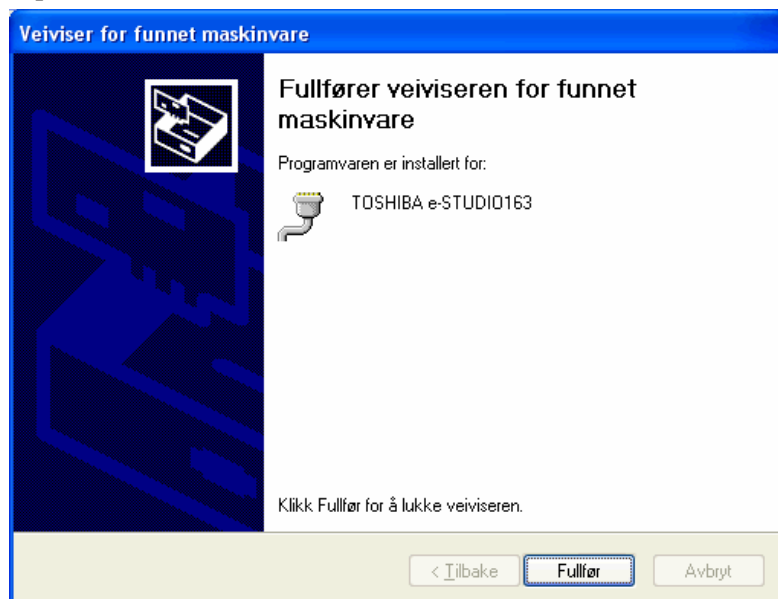 Veiviser for funnet maskinvare
Fullfører veiviseren for funnet
maskinvare
Programvaren er installert for:
TOSHIBA e-STUDIO163
Klikk Fullfør for å lukke veiviseren.
< Tilbake Fullfør Avbryt